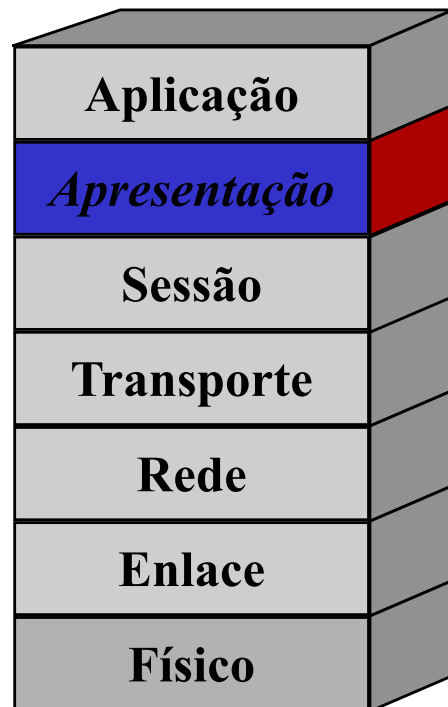 Aplicação
Apresentação
Sessão
Transporte
Rede
Enlace
Físico